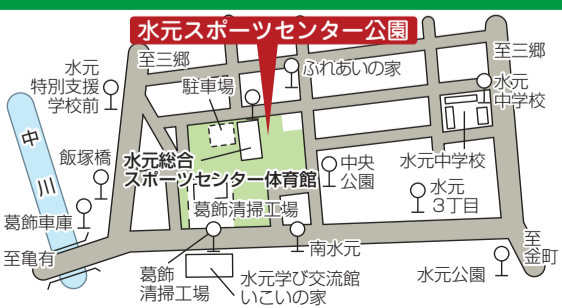 水元スポーツセンター公園
至三郷
至三郷
水元
特別支援
学校前
駐車場
ふれあいの家
水元
中学校
中川
飯塚橋
水元総合
スポーツセンター体育館
中央
公園
水元中学校
水元
3丁目
葛飾車庫
葛飾清掃工場
至亀有
南水元
至
金町
葛飾
清掃工場
水元学び交流館
いこいの家
水元公園